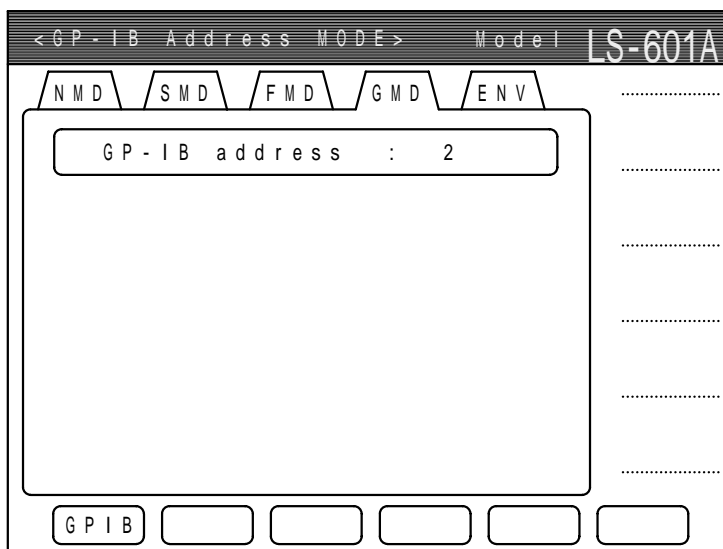 <GP-IB Address MODE> Model LS-601A
NMD SMD FMD GMD ENV
GP-IB address : 2
GPIB